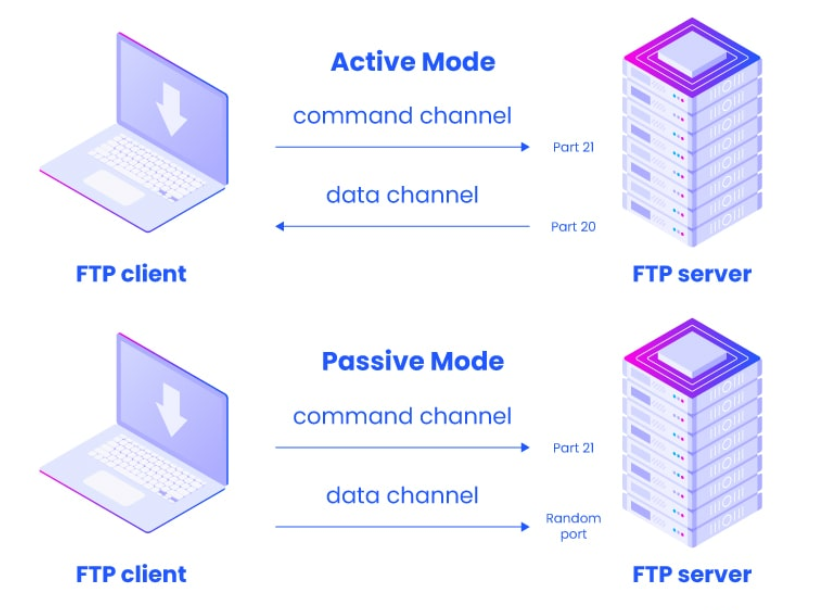 Active Mode
command channel
Part 21
data channel
Part 20
FTP client
FTP server
Passive Mode
command channel
Part 21
data channel
Random
port
FTP client
FTP server